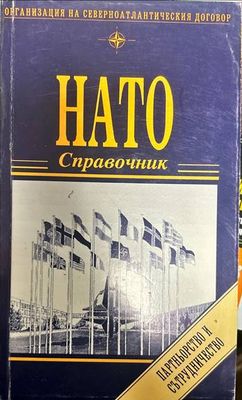 ОРГАНИЗАЦИЯ НА СЕВЕРНОАТЛАНТИЧЕСКИЯ ДОГОВОР
НАТО
Справочник
ПАРТНЬОРСТВО И
СЪТРУДНИЧЕСТВО